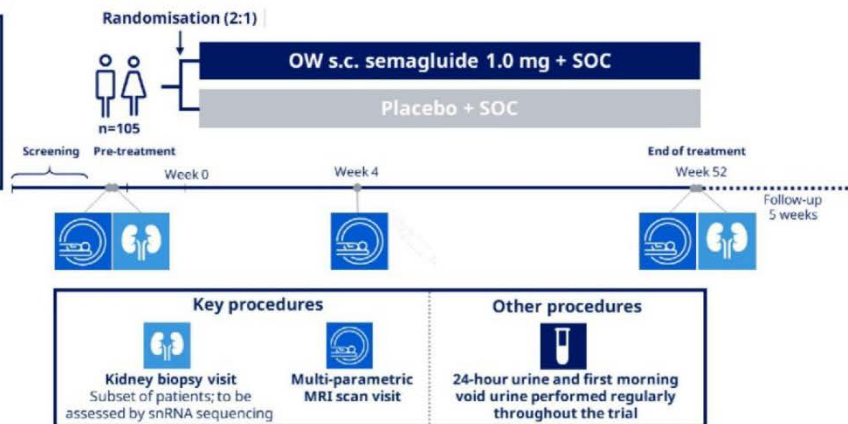 Randomisation (2:1)
OW s.c. semagluide 1.0 mg + SOC
Placebo + SOC
n=105
Screening
Pre-treatment
Week 0
Week 4
End of treatment
Week 52
Follow-up
5 weeks
Key procedures
Kidney biopsy visit
Subset of patients; to be
assessed by snRNA sequencing
Multi-parametric
MRI scan visit
Other procedures
24-hour urine and first morning
void urine performed regularly
throughout the trial